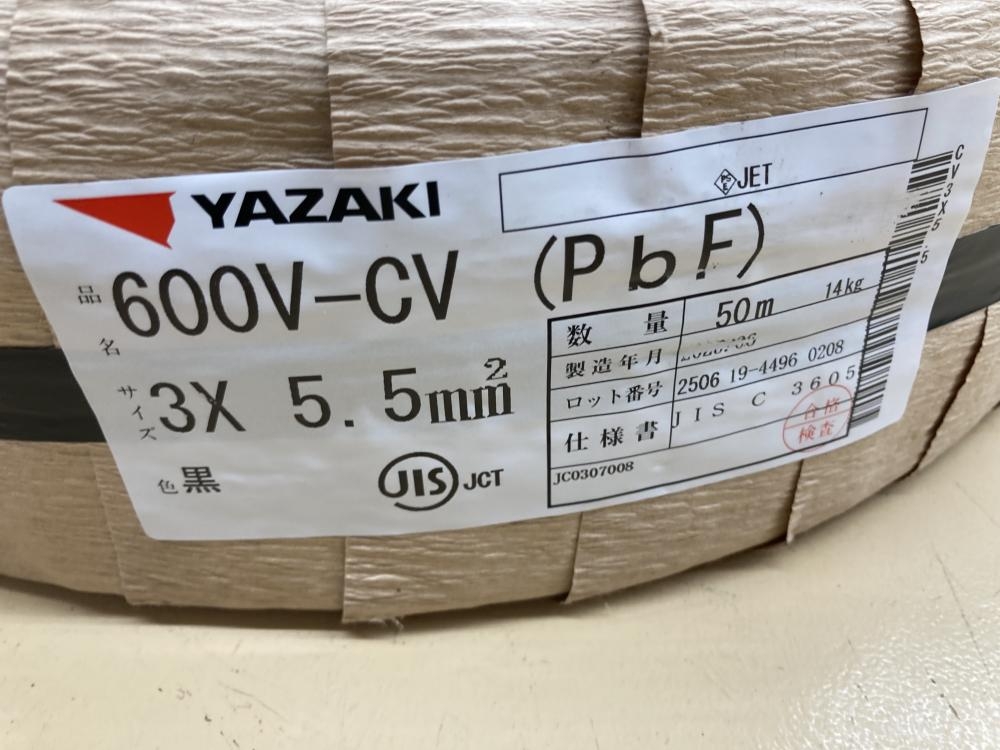 YAZAKI
PSE JET
品名 600V-CV (PbF)
サイズ 3X 5.5mm²
色 黒
JIS JCT
数量 50m 14kg
製造年月
ロット番号 2506 19-4496 0208
仕様書 JIS C 3605
JC0307008
合格
検査
CV3X5.5